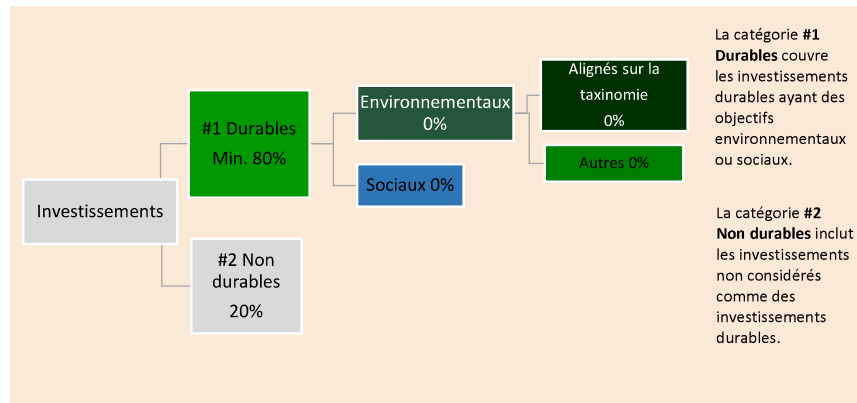 Investissements
#1 Durables
Min. 80%
#2 Non
durables
20%
Environnementaux
0%
Sociaux 0%
Alignés sur la
taxinomie
0%
Autres 0%
La catégorie #1
Durables couvre
les investissements
durables ayant des
objectifs
environnementaux
ou sociaux.
La catégorie #2
Non durables inclut
les investissements
non considérés
comme des
investissements
durables.